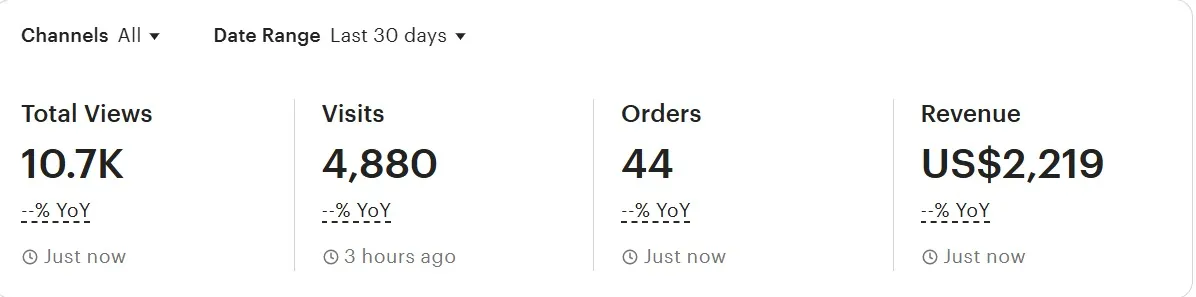 Channels All ▾ Date Range Last 30 days ▾
Total Views
10.7K
--% YoY
Just now
Visits
4,880
--% YoY
3 hours ago
Orders
44
--% YoY
Just now
Revenue
US$2,219
--% YoY
Just now